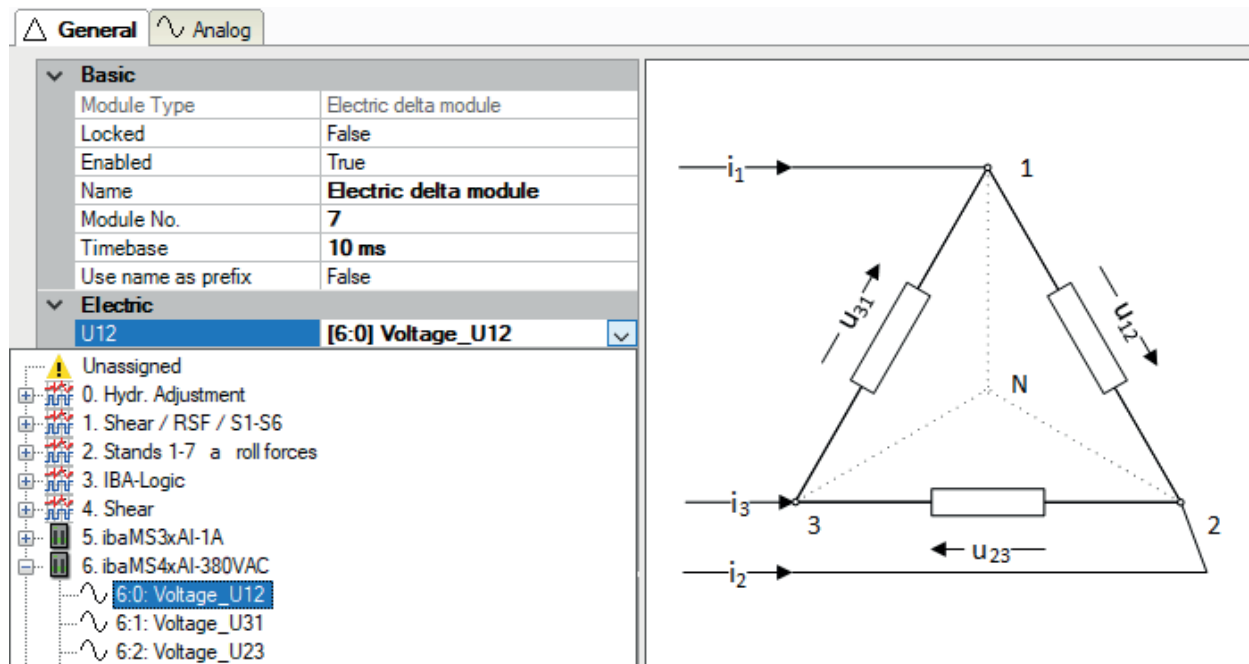 General Analog
Basic
Module Type Electric delta module
Locked False
Enabled True
Name Electric delta module
Module No. 7
Timebase 10 ms
Use name as prefix False
Electric
U12 [6:0] Voltage_U12
Unassigned
0. Hydr. Adjustment
1. Shear / RSF / S1-S6
2. Stands 1-7 a roll forces
3. IBA-Logic
4. Shear
5. ibaMS3xAI-1A
6. ibaMS4xAI-380VAC
6:0: Voltage_U12
6:1: Voltage_U31
6:2: Voltage_U23
i₁ 1
u₃₁ u₁₂
N
i₃ 3 2
u₂₃
i₂